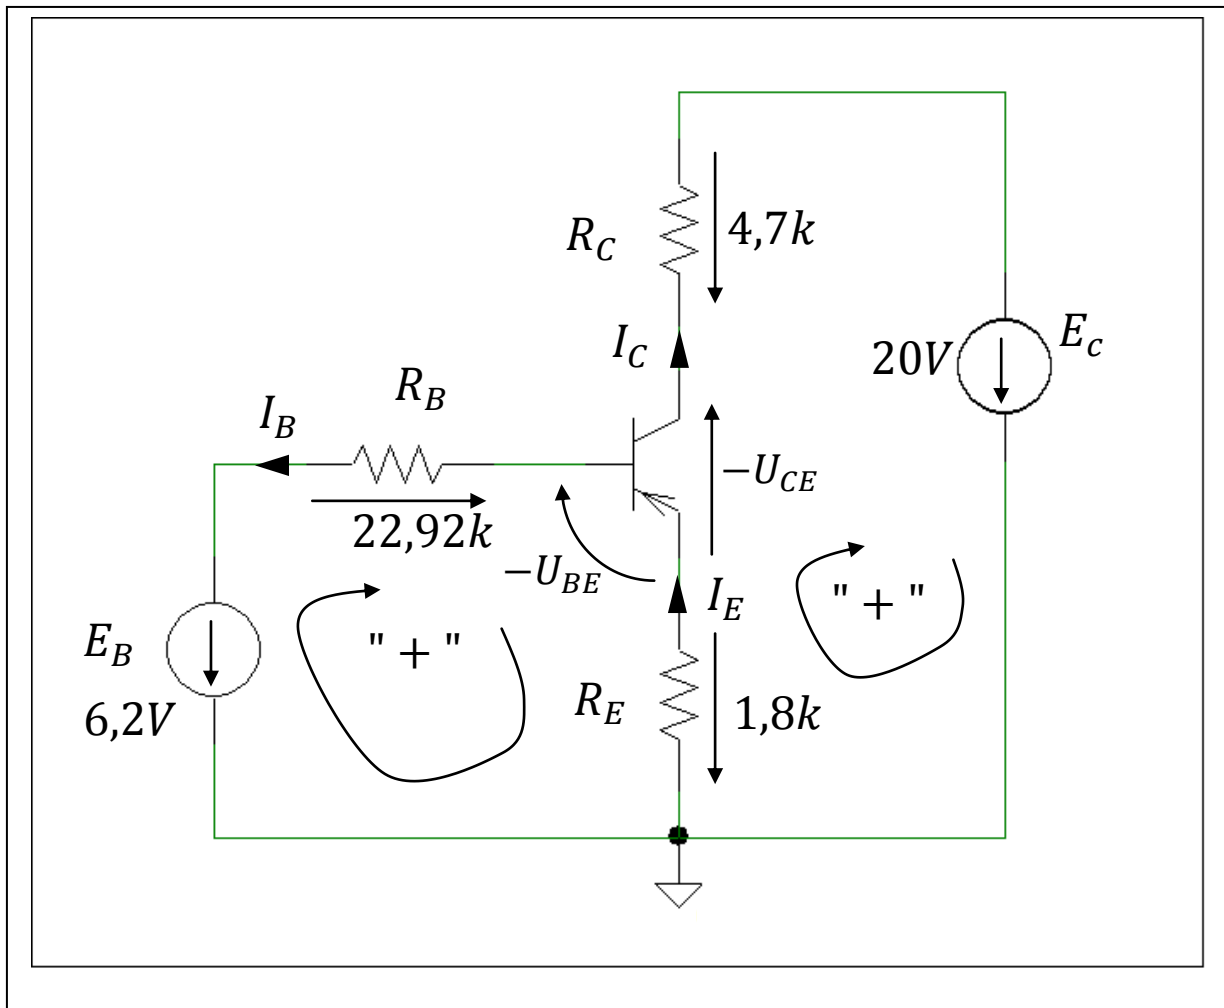 R_C
4,7k
I_C
20V
E_c
R_B
I_B
22,92k
-U_CE
-U_BE
I_E
" + "
" + "
E_B
6,2V
R_E
1,8k